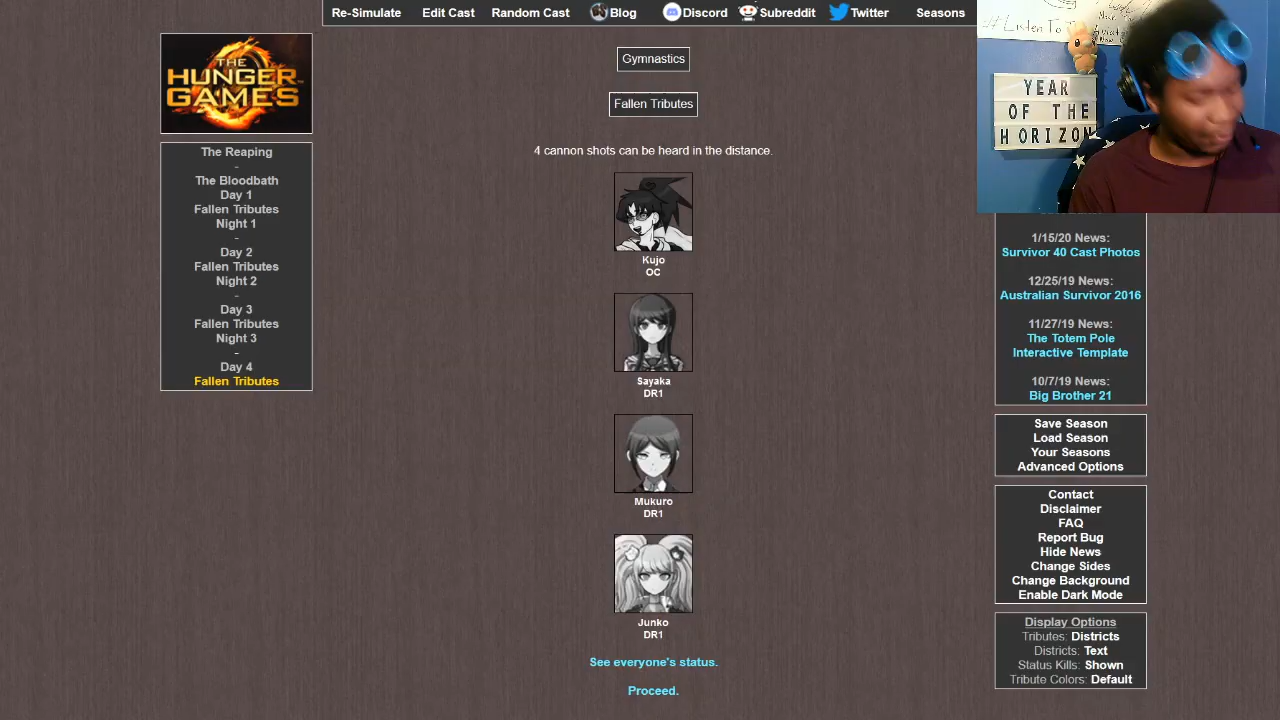 Re-Simulate Edit Cast Random Cast Blog Discord Subreddit Twitter Seasons
THE
HUNGER
GAMES
The Reaping
-
The Bloodbath
Day 1
Fallen Tributes
Night 1
-
Day 2
Fallen Tributes
Night 2
-
Day 3
Fallen Tributes
Night 3
-
Day 4
Fallen Tributes
Gymnastics
Fallen Tributes
4 cannon shots can be heard in the distance.
Kujo
OC
Sayaka
DR1
Mukuro
DR1
Junko
DR1
See everyone's status.
Proceed.
YEAR
OF THE
HORIZON
1/15/20 News:
Survivor 40 Cast Photos
12/25/19 News:
Australian Survivor 2016
11/27/19 News:
The Totem Pole
Interactive Template
10/7/19 News:
Big Brother 21
Save Season
Load Season
Your Seasons
Advanced Options
Contact
Disclaimer
FAQ
Report Bug
Hide News
Change Sides
Change Background
Enable Dark Mode
Display Options
Tributes: Districts
Districts: Text
Status Kills: Shown
Tribute Colors: Default